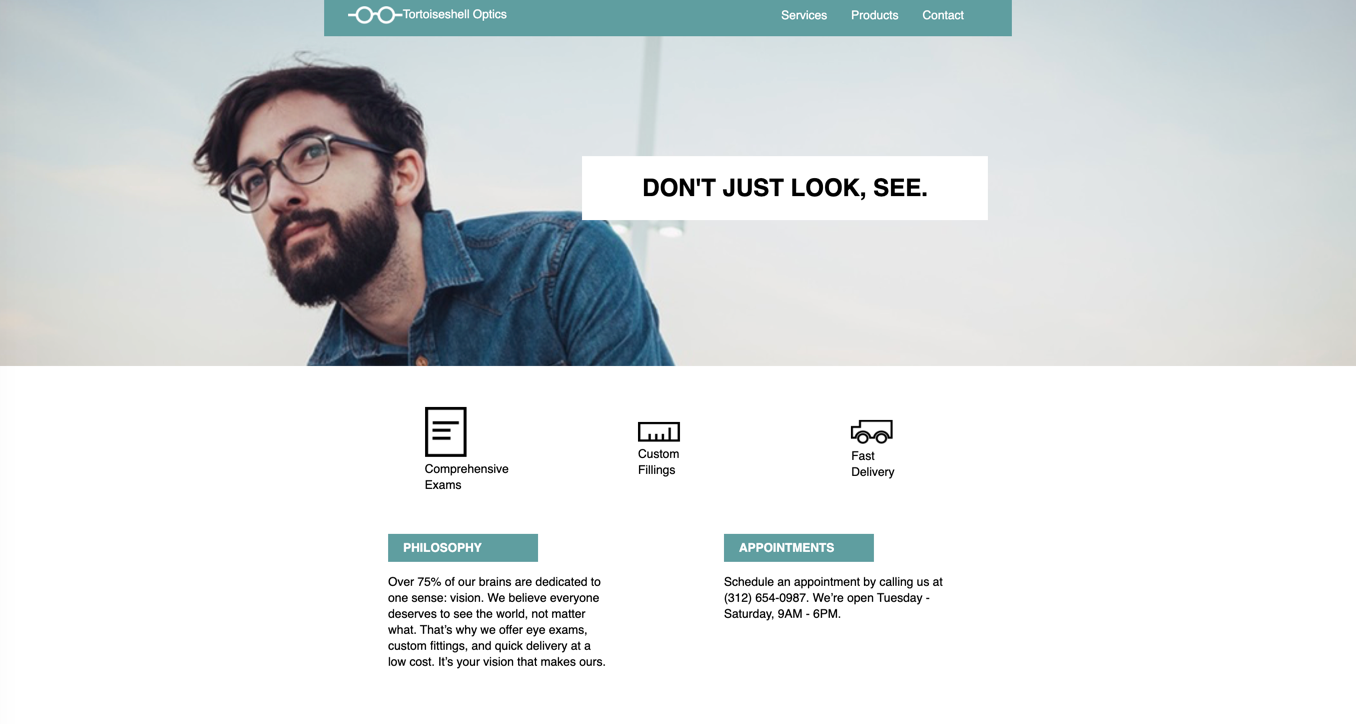 Tortoiseshell Optics
Services Products Contact
DON'T JUST LOOK, SEE.
Comprehensive
Exams
Custom
Fillings
Fast
Delivery
PHILOSOPHY
Over 75% of our brains are dedicated to
one sense: vision. We believe everyone
deserves to see the world, not matter
what. That’s why we offer eye exams,
custom fittings, and quick delivery at a
low cost. It’s your vision that makes ours.
APPOINTMENTS
Schedule an appointment by calling us at
(312) 654-0987. We’re open Tuesday -
Saturday, 9AM - 6PM.